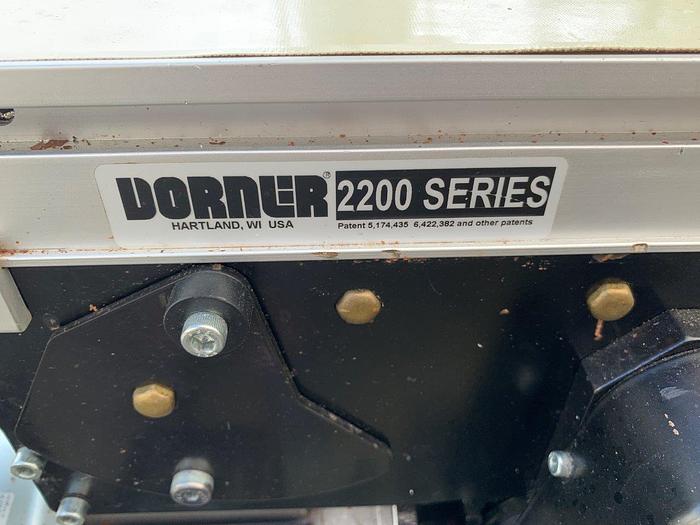 DORNER® 2200 SERIES
HARTLAND, WI USA Patent 5,174,435 6,422,382 and other patents